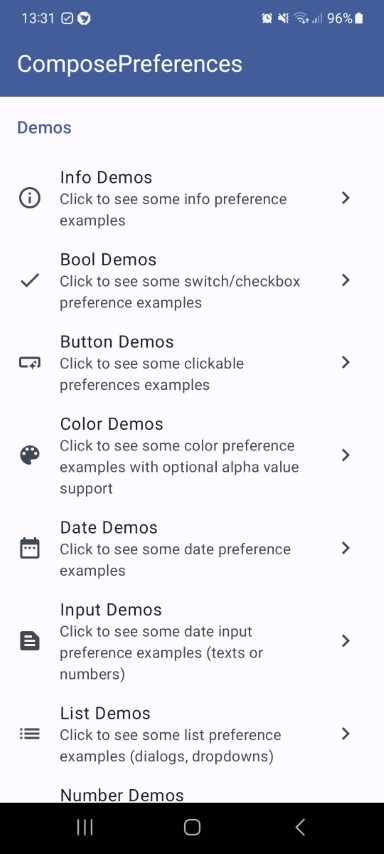 13:31
96%
ComposePreferences
Demos
Info Demos
Click to see some info preference
examples
Bool Demos
Click to see some switch/checkbox
preference examples
Button Demos
Click to see some clickable
preferences examples
Color Demos
Click to see some color preference
examples with optional alpha value
support
Date Demos
Click to see some date preference
examples
Input Demos
Click to see some date input
preference examples (texts or
numbers)
List Demos
Click to see some list preference
examples (dialogs, dropdowns)
Number Demos